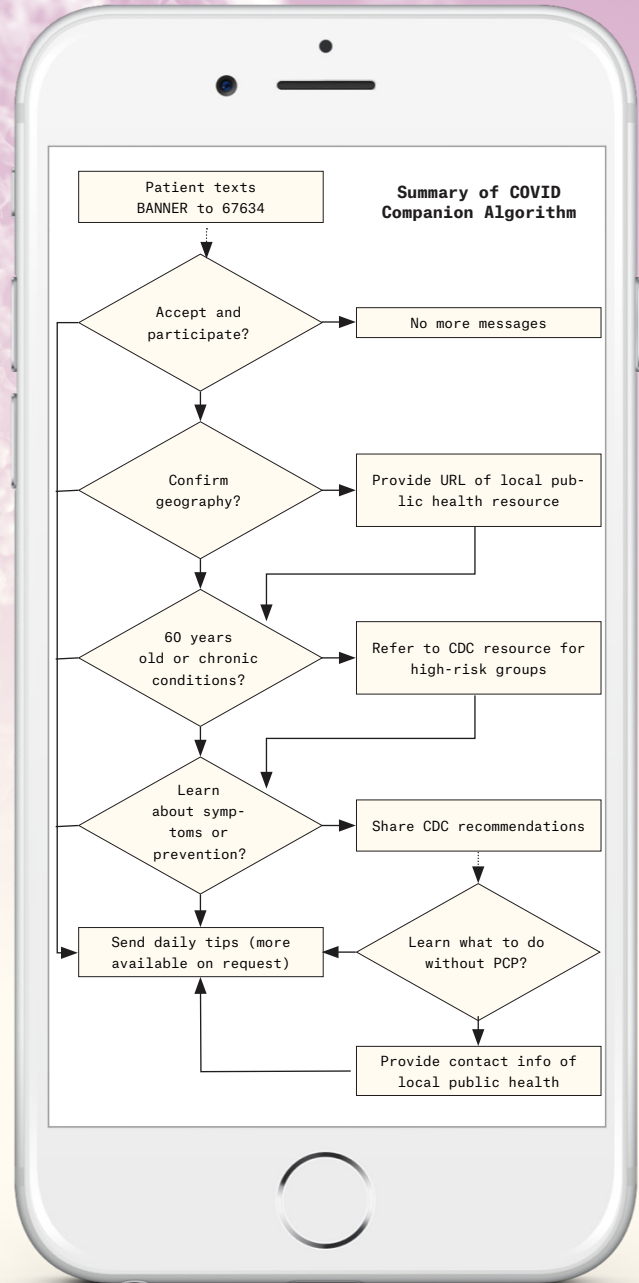 Patient texts
BANNER to 67634
Summary of COVID
Companion Algorithm
Accept and
participate?
No more messages
Confirm
geography?
Provide URL of local pub-
lic health resource
60 years
old or chronic
conditions?
Refer to CDC resource for
high-risk groups
Learn
about symp-
toms or
prevention?
Share CDC recommendations
Send daily tips (more
available on request)
Learn what to do
without PCP?
Provide contact info of
local public health